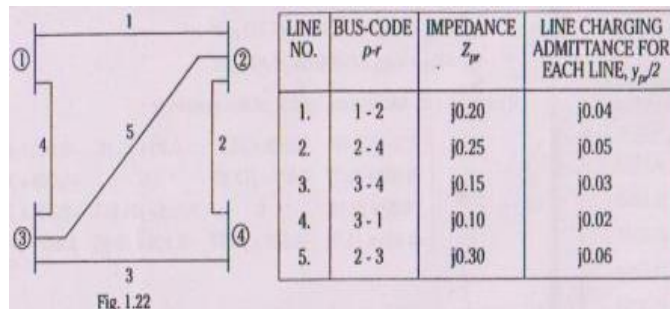 1
①
②
5
4
2
③
④
3
Fig. 1.22
LINE NO. BUS-CODE p-r IMPEDANCE Zpr LINE CHARGING ADMITTANCE FOR EACH LINE, ypr/2
1. 1 - 2 j0.20 j0.04
2. 2 - 4 j0.25 j0.05
3. 3 - 4 j0.15 j0.03
4. 3 - 1 j0.10 j0.02
5. 2 - 3 j0.30 j0.06